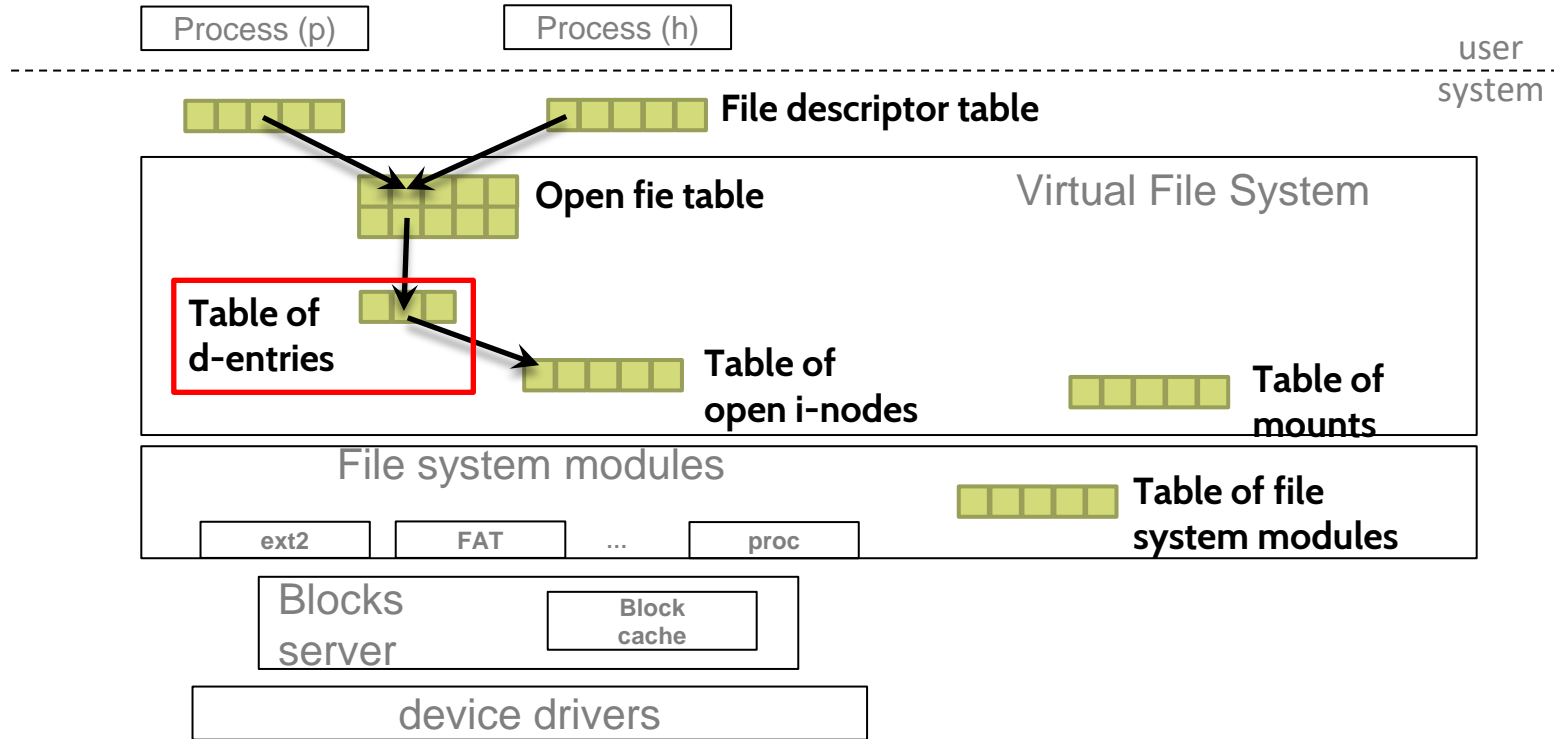 Process (p)
Process (h)
user
system
File descriptor table
Open fie table
Virtual File System
Table of
d-entries
Table of
open i-nodes
Table of
mounts
File system modules
Table of file
system modules
ext2
FAT
...
proc
Blocks
server
Block
cache
device drivers